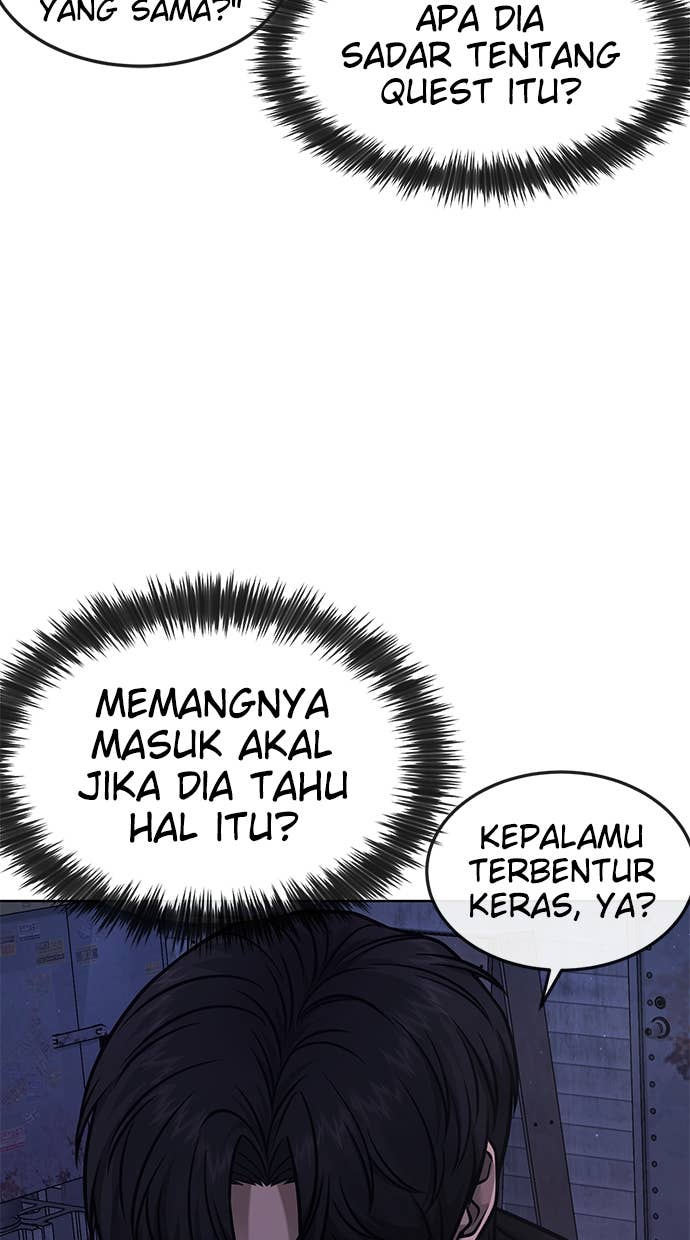 YANG SAMA?"
APA DIA
SADAR TENTANG
QUEST ITU?
MEMANGNYA
MASUK AKAL
JIKA DIA TAHU
HAL ITU?
KEPALAMU
TERBENTUR
KERAS, YA?